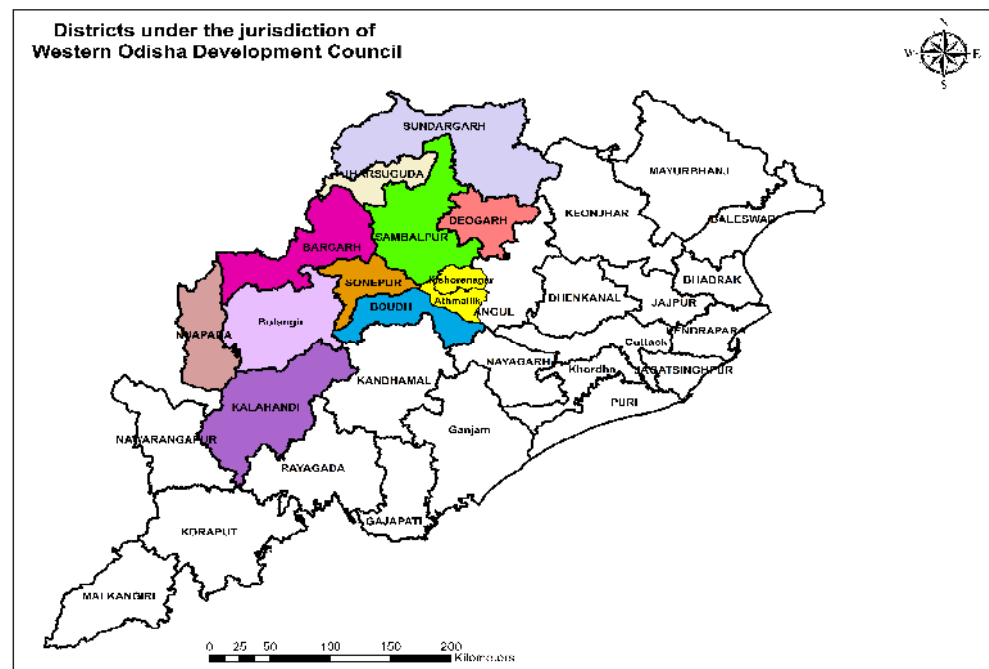 Districts under the jurisdiction of
Western Odisha Development Council
N
W E
S
SUNDARGARH
JHARSUGUDA
MAYURBHANJ
DEOGARH
KEONJHAR
BALESWAR
SAMBALPUR
BARGARH
Kishorenagar
SONEPUR
BHADRAK
Athmallik
DHENKANAL
JAJPUR
BOUDH
ANGUL
Bolangir
NUAPADA
KENDRAPARA
Cuttack
NAYAGARH
Khordha
JAGATSINGHPUR
KANDHAMAL
PURI
KALAHANDI
Ganjam
NAWARANGAPUR
RAYAGADA
GAJAPATI
KORAPUT
MALKANGIRI
0 25 50 100 150 200
Kilometers